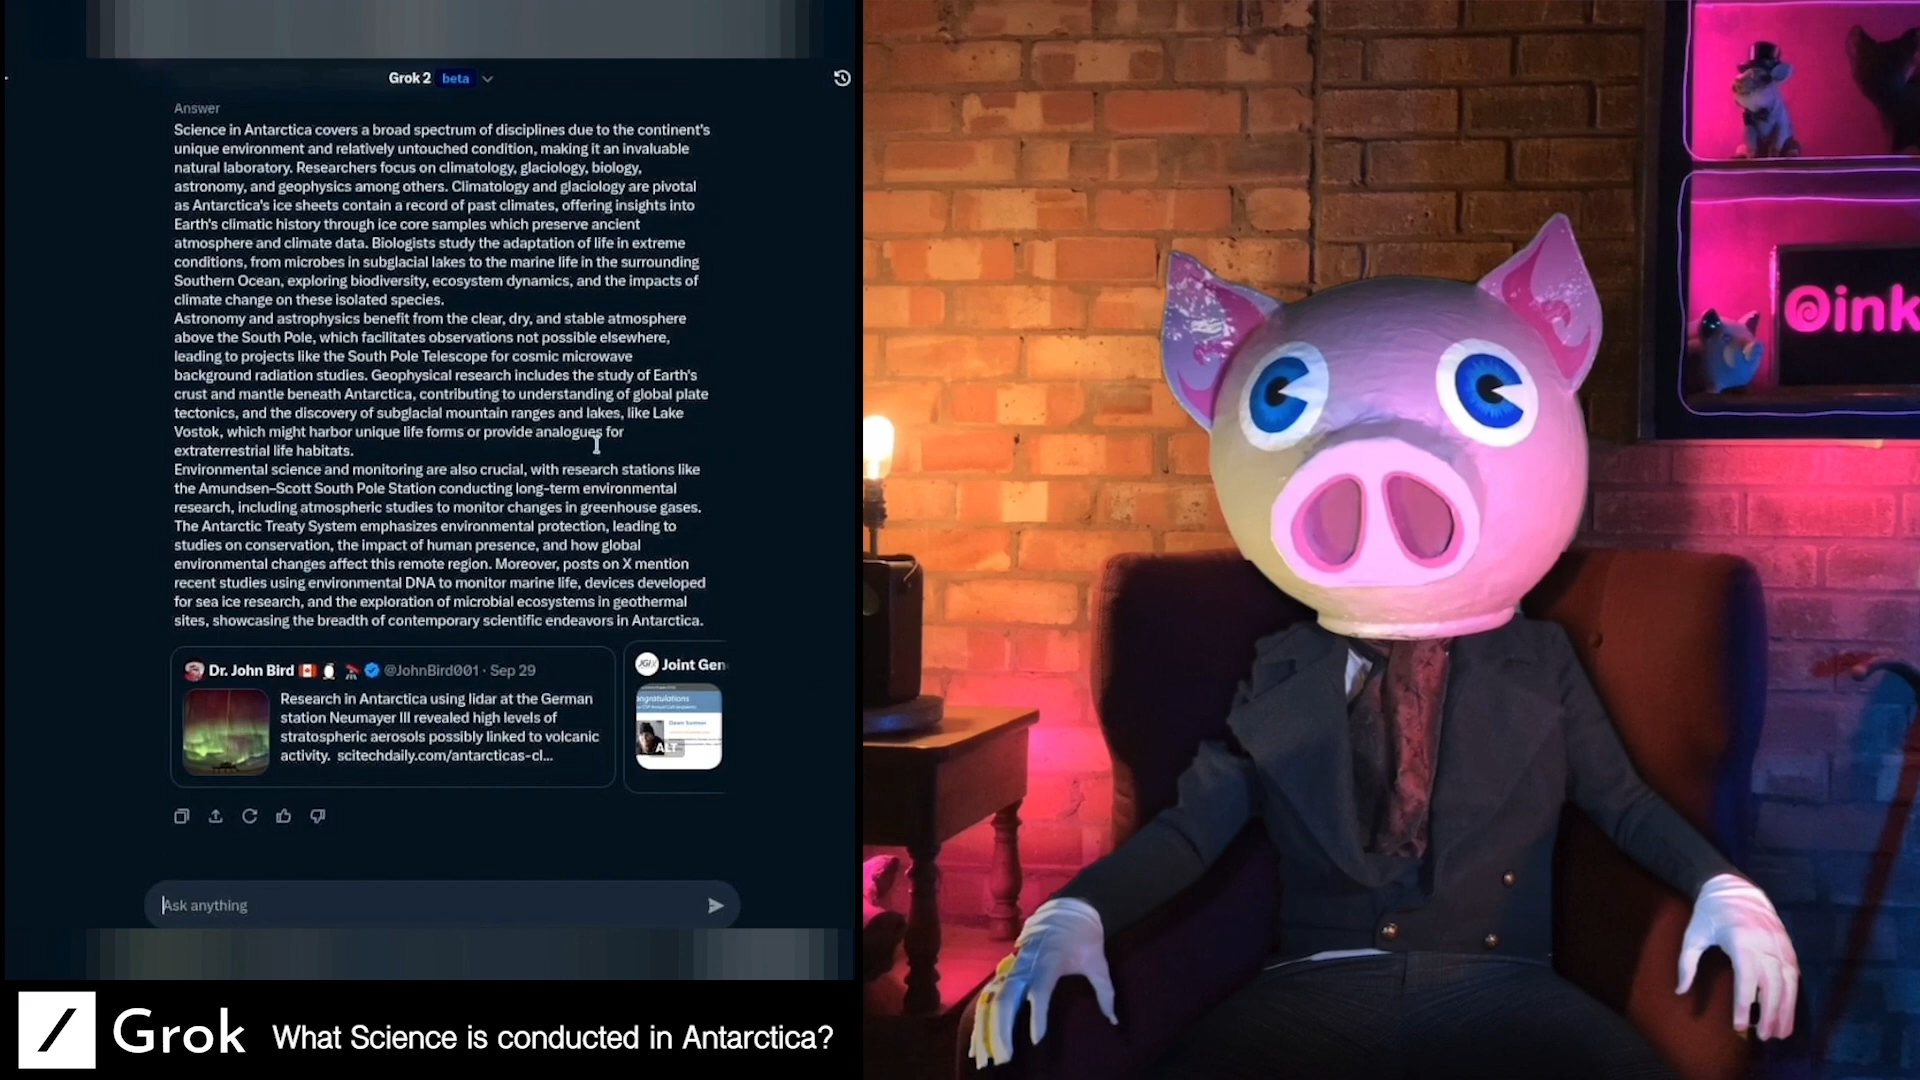 Grok 2 beta
Answer
Science in Antarctica covers a broad spectrum of disciplines due to the continent's
unique environment and relatively untouched condition, making it an invaluable
natural laboratory. Researchers focus on climatology, glaciology, biology,
astronomy, and geophysics among others. Climatology and glaciology are pivotal
as Antarctica's ice sheets contain a record of past climates, offering insights into
Earth's climatic history through ice core samples which preserve ancient
atmosphere and climate data. Biologists study the adaptation of life in extreme
conditions, from microbes in subglacial lakes to the marine life in the surrounding
Southern Ocean, exploring biodiversity, ecosystem dynamics, and the impacts of
climate change on these isolated species.
Astronomy and astrophysics benefit from the clear, dry, and stable atmosphere
above the South Pole, which facilitates observations not possible elsewhere,
leading to projects like the South Pole Telescope for cosmic microwave
background radiation studies. Geophysical research includes the study of Earth's
crust and mantle beneath Antarctica, contributing to understanding of global plate
tectonics, and the discovery of subglacial mountain ranges and lakes, like Lake
Vostok, which might harbor unique life forms or provide analogues for
extraterrestrial life habitats.
Environmental science and monitoring are also crucial, with research stations like
the Amundsen–Scott South Pole Station conducting long-term environmental
research, including atmospheric studies to monitor changes in greenhouse gases.
The Antarctic Treaty System emphasizes environmental protection, leading to
studies on conservation, the impact of human presence, and how global
environmental changes affect this remote region. Moreover, posts on X mention
recent studies using environmental DNA to monitor marine life, devices developed
for sea ice research, and the exploration of microbial ecosystems in geothermal
sites, showcasing the breadth of contemporary scientific endeavors in Antarctica.
Dr. John Bird @JohnBird001 · Sep 29
Research in Antarctica using lidar at the German
station Neumayer III revealed high levels of
stratospheric aerosols possibly linked to volcanic
activity. scitechdaily.com/antarcticas-cl...
JGI Joint Gen
ongratulations
ALT
Ask anything
Grok What Science is conducted in Antarctica?
Oink